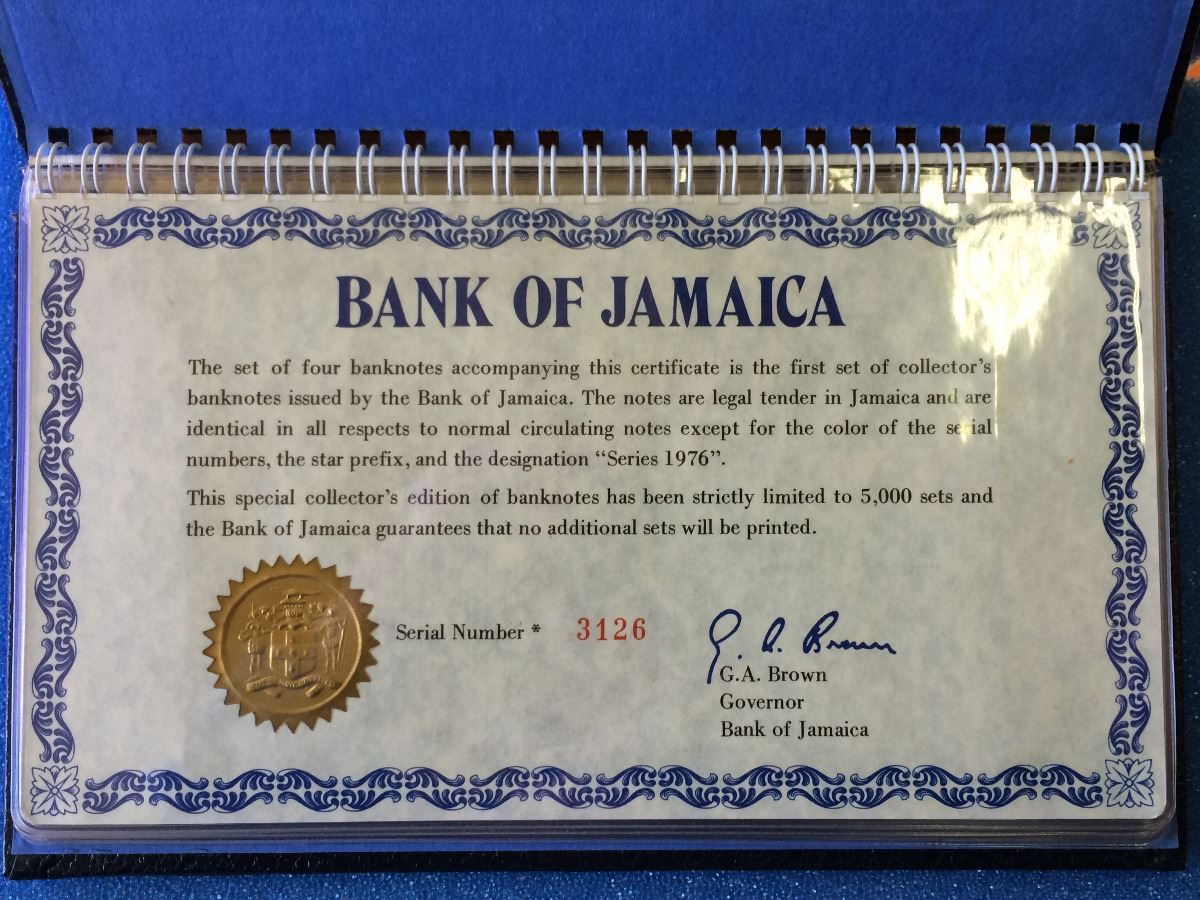 BANK OF JAMAICA
The set of four banknotes accompanying this certificate is the first set of collector's
banknotes issued by the Bank of Jamaica. The notes are legal tender in Jamaica and are
identical in all respects to normal circulating notes except for the color of the serial
numbers, the star prefix, and the designation “Series 1976”.
This special collector's edition of banknotes has been strictly limited to 5,000 sets and
the Bank of Jamaica guarantees that no additional sets will be printed.
Serial Number * 3126
G. A. Brown
G.A. Brown
Governor
Bank of Jamaica